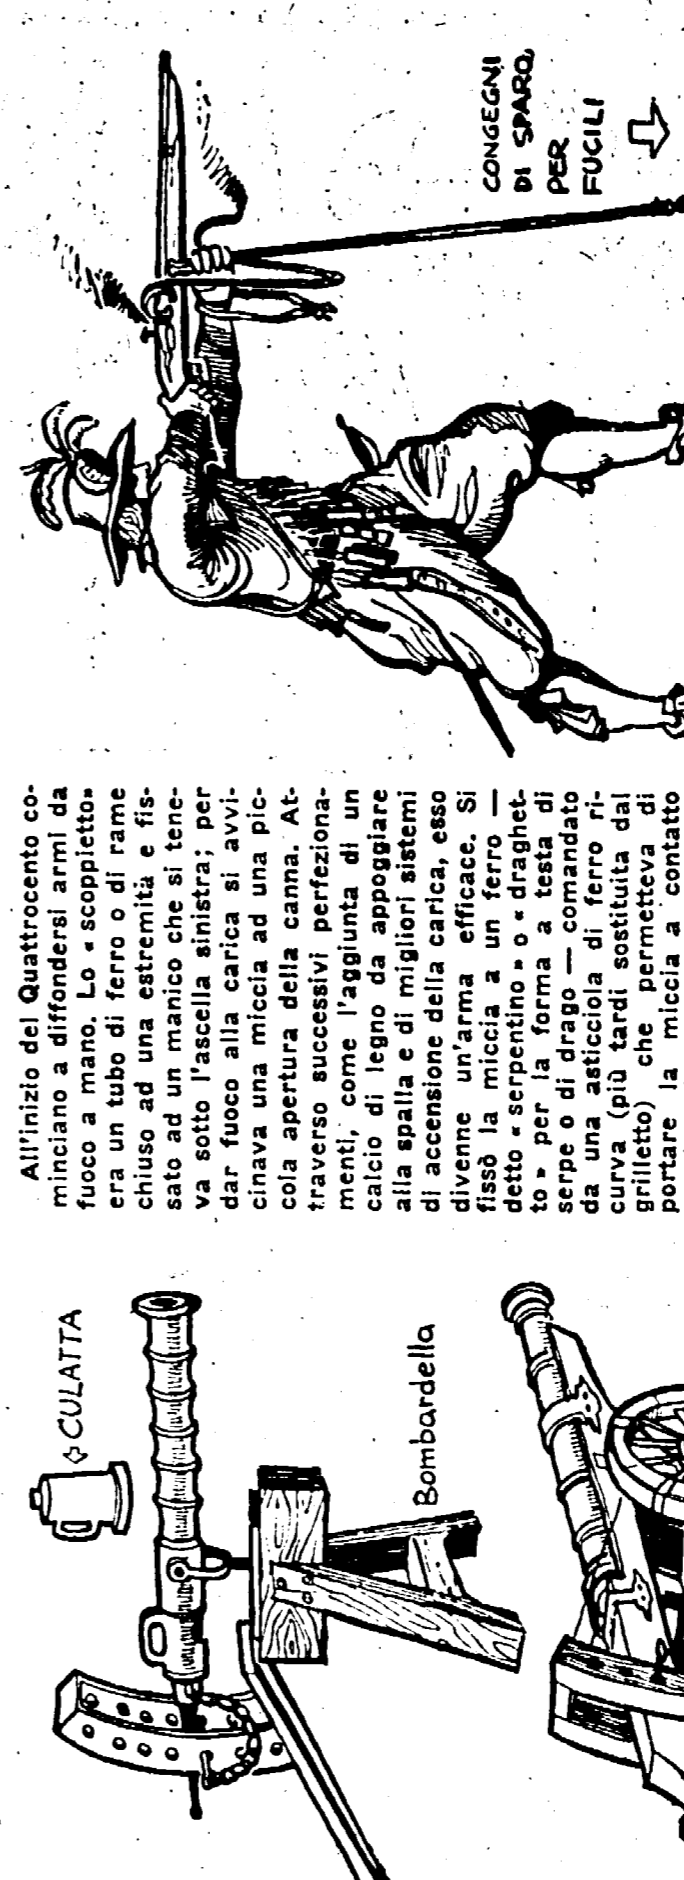 CULATTA
Bombardella
All'inizio del Quattrocento co-
minciano a diffondersi armi da
fuoco a mano. Lo « scoppietto»
era un tubo di ferro o di rame
chiuso ad una estremità e fis-
sato ad un manico che si tene-
va sotto l'ascella sinistra; per
dar fuoco alla carica si avvi-
cinava una miccia ad una pic-
cola apertura della canna. At-
traverso successivi perfeziona-
menti, come l'aggiunta di un
calcio di legno da appoggiare
alla spalla e di migliori sistemi
di accensione della carica, esso
divenne un'arma efficace. Si
fissò la miccia a un ferro —
detto « serpentino » o « draghet-
to » per la forma a testa di
serpe o di drago — comandato
da una asticciola di ferro ri-
curva (più tardi sostituita dal
grilletto) che permetteva di
portare la miccia a contatto
CONGEGNI
DI SPARO,
PER
FUCILI